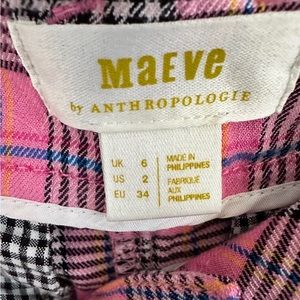 MAEVE
by ANTHROPOLOGIE
UK 6
US 2
EU 34
MADE IN
PHILIPPINES
FABRIQUÉ
AUX
PHILIPPINES